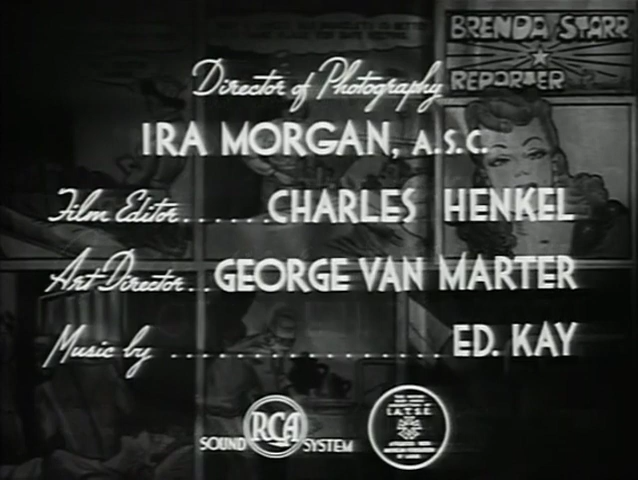 BRENDA STARR
REPORTER
Director of Photography
IRA MORGAN, A.S.C.
Film Editor......CHARLES HENKEL
Art Director..GEORGE VAN MARTER
Music by ..................ED. KAY
SOUND RCA SYSTEM
I.A.T.S.E.